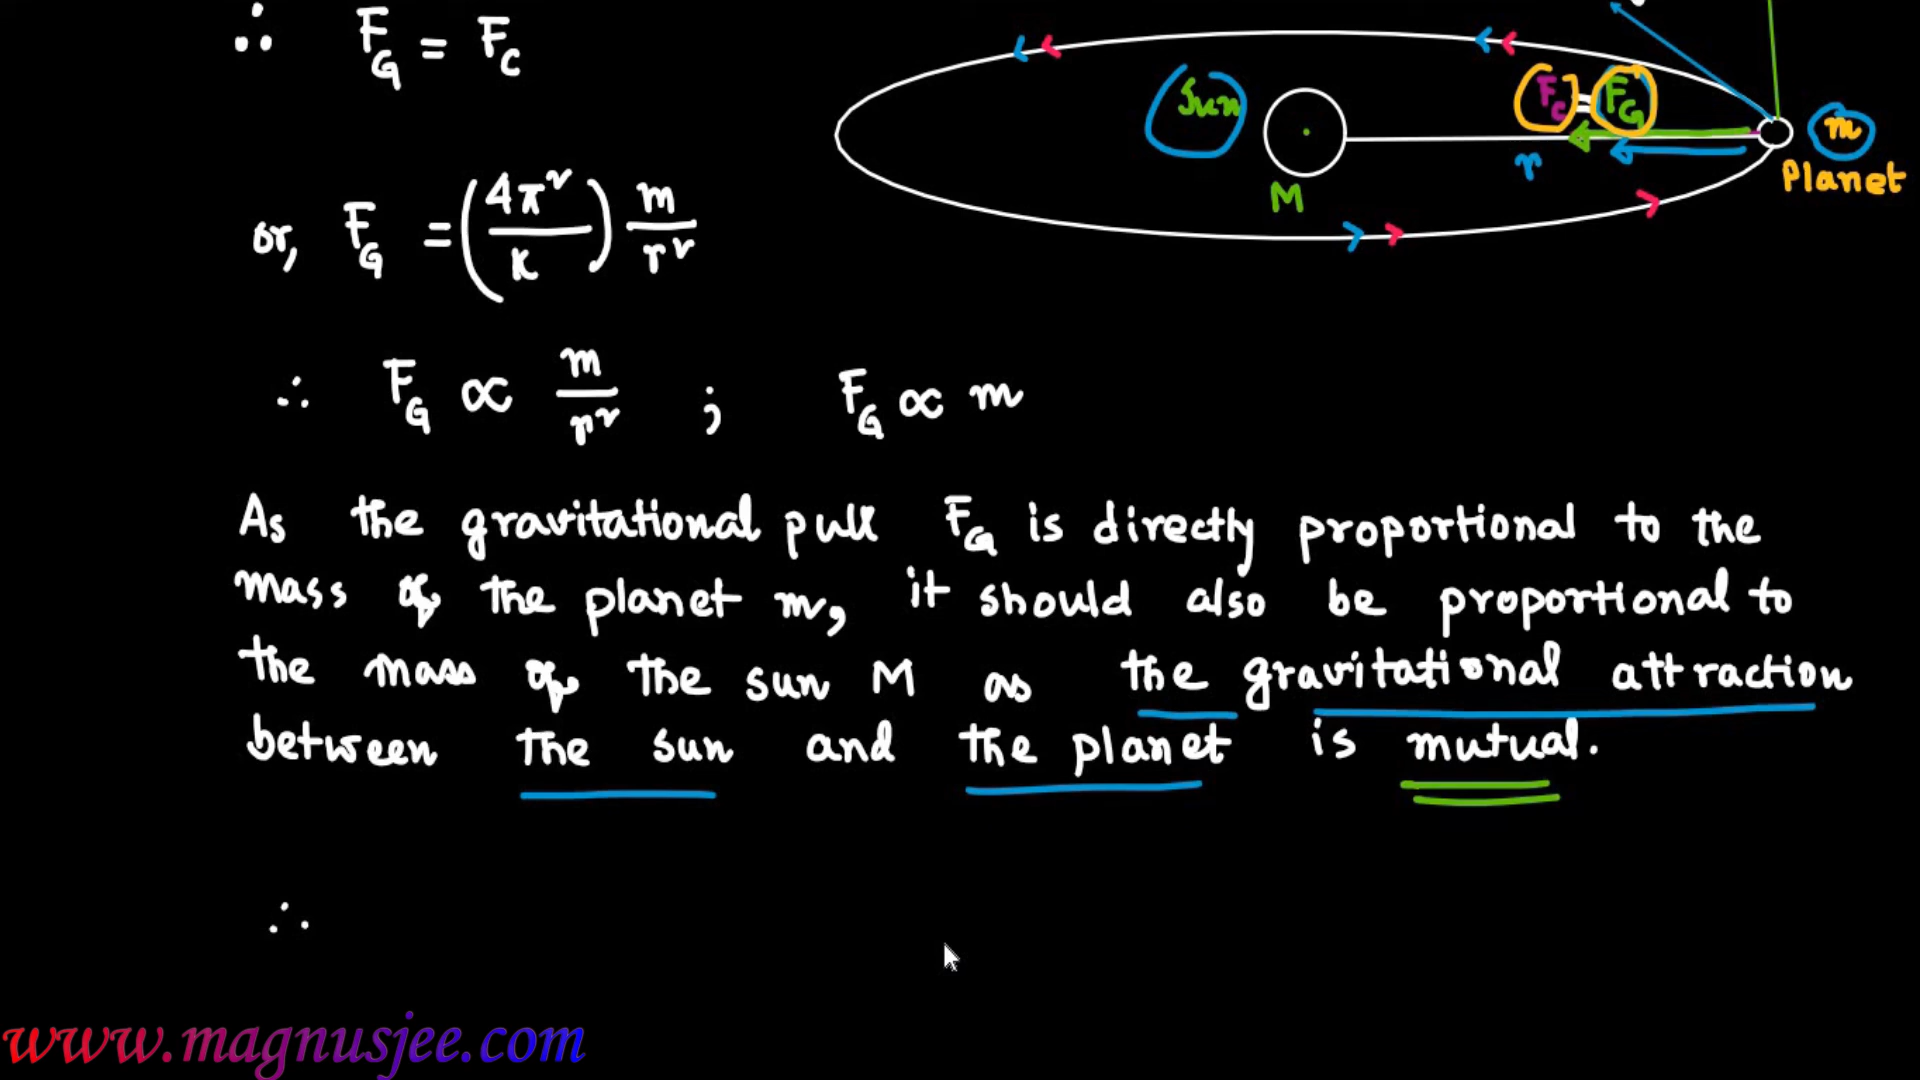 ∴ F_G = F_C
Sun
F_C = F_G
m
r
Planet
M
or, F_G = (4π²/K) m/r²
∴ F_G ∝ m/r² ; F_G ∝ m
As the gravitational pull F_G is directly proportional to the
mass of the planet m, it should also be proportional to
the mass of the sun M as the gravitational attraction
between the sun and the planet is mutual.
∴
www.magnusjee.com